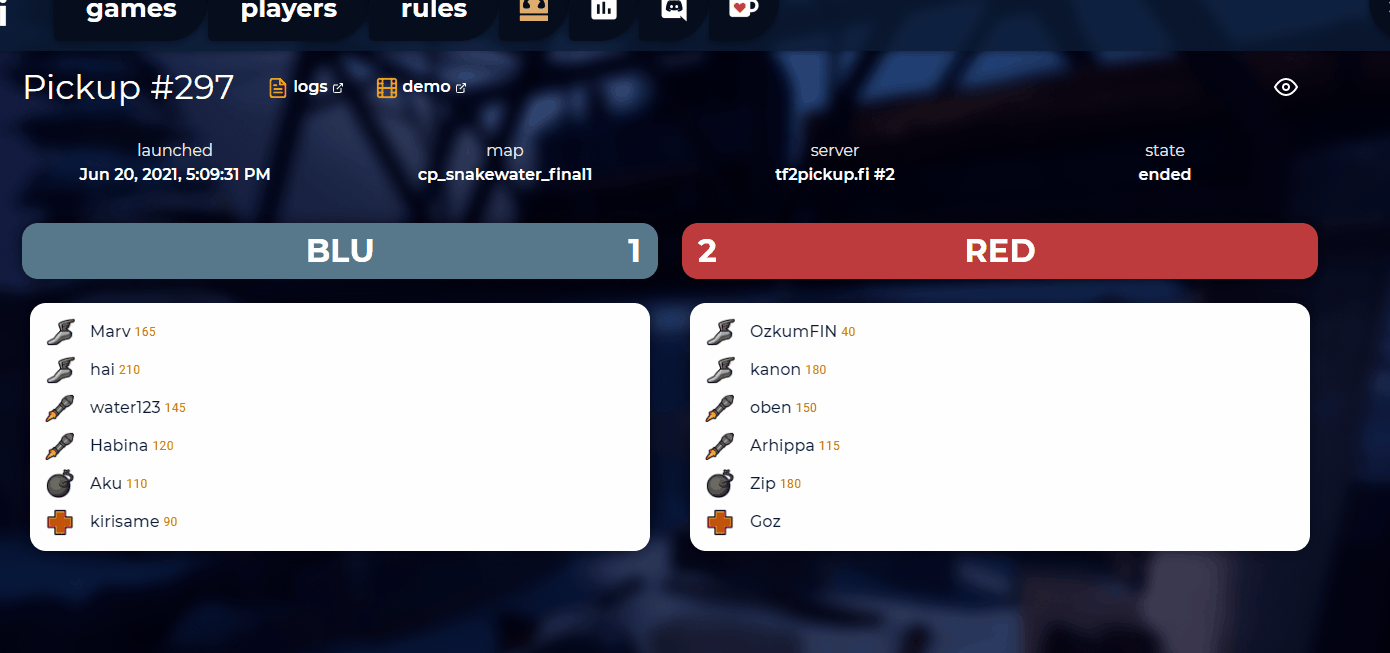 i games players rules
Pickup #297 logs demo
launched map server state
Jun 20, 2021, 5:09:31 PM cp_snakewater_final1 tf2pickup.fi #2 ended
BLU 1 2 RED
Marv 165
hai 210
water123 145
Habina 120
Aku 110
kirisame 90
OzkumFIN 40
kanon 180
oben 150
Arhippa 115
Zip 180
Goz